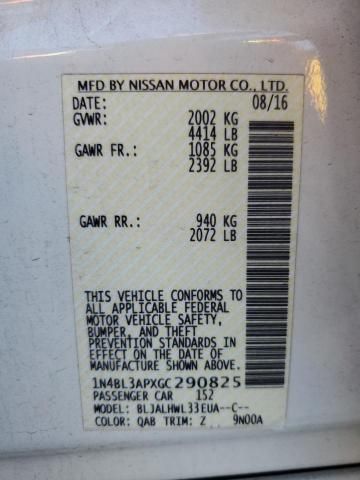 MFD BY NISSAN MOTOR CO., LTD.
DATE: 08/16
GVWR: 2002 KG
4414 LB
GAWR FR.: 1085 KG
2392 LB
GAWR RR.: 940 KG
2072 LB
THIS VEHICLE CONFORMS TO
ALL APPLICABLE FEDERAL
MOTOR VEHICLE SAFETY,
BUMPER, AND THEFT
PREVENTION STANDARDS IN
EFFECT ON THE DATE OF
MANUFACTURE SHOWN ABOVE.
1N4BL3APXGC290825
PASSENGER CAR 152
MODEL: BLJALHWL33EUA--C--
COLOR: QAB TRIM: Z 9N00A